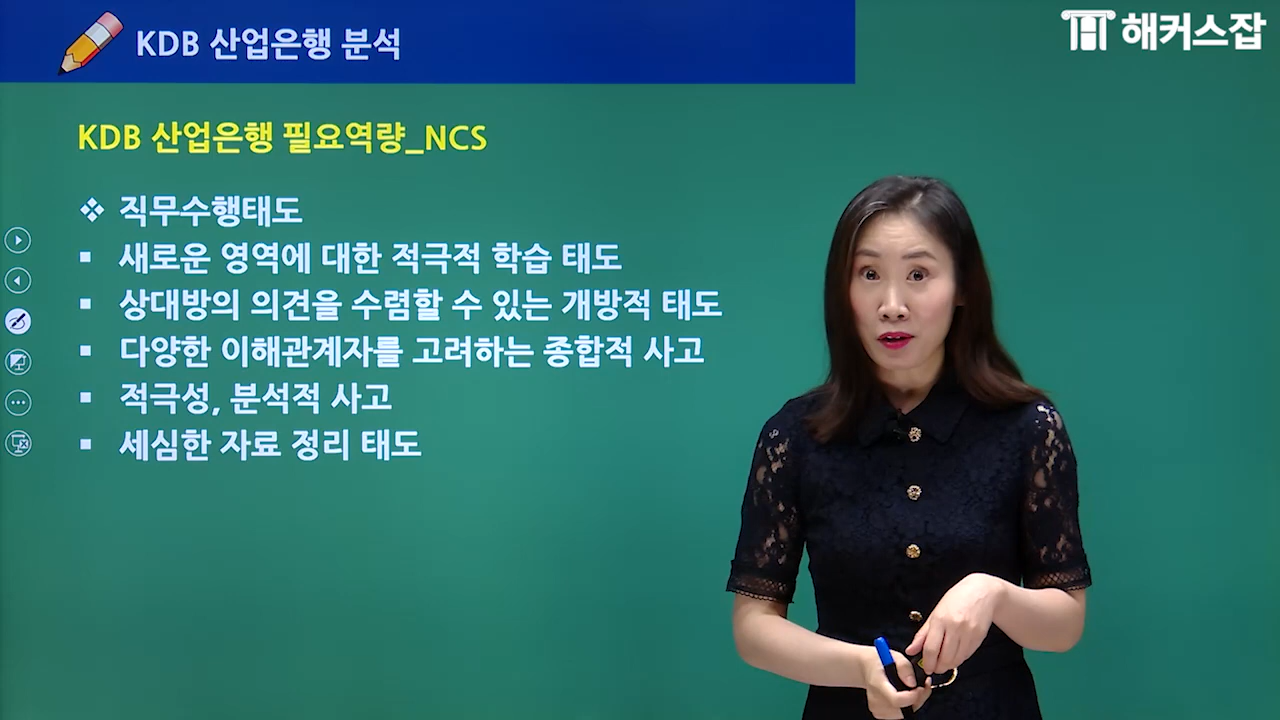 KDB 산업은행 분석
해커스잡
KDB 산업은행 필요역량_NCS
❖ 직무수행태도
▪ 새로운 영역에 대한 적극적 학습 태도
▪ 상대방의 의견을 수렴할 수 있는 개방적 태도
▪ 다양한 이해관계자를 고려하는 종합적 사고
▪ 적극성, 분석적 사고
▪ 세심한 자료 정리 태도